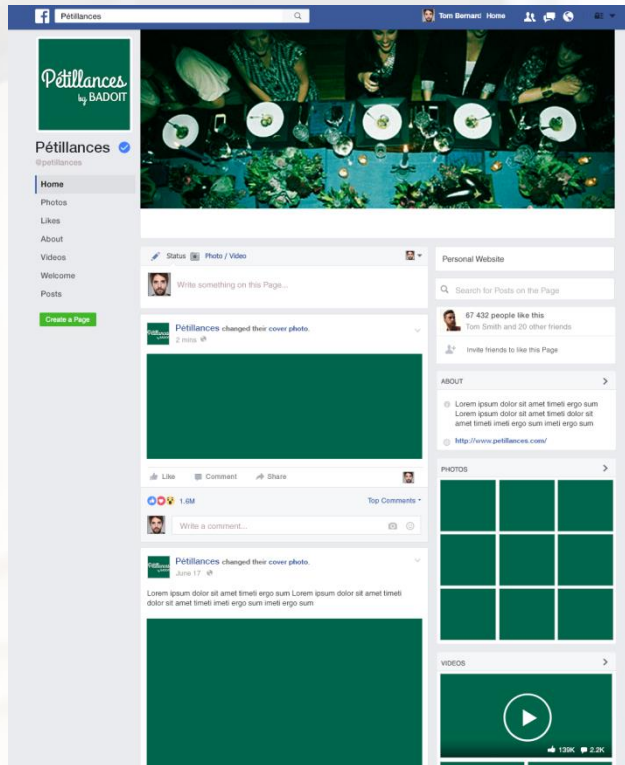 Pétillances
Tom Bernard Home
Pétillances
by BADOIT
Pétillances
@petillances
Home
Photos
Likes
About
Videos
Welcome
Posts
Create a Page
Status Photo / Video
Write something on this Page...
Pétillances changed their cover photo.
2 mins
Like Comment Share
1.6M Top Comments
Write a comment...
Pétillances changed their cover photo.
June 17
Lorem ipsum dolor sit amet timeti ergo sum Lorem ipsum dolor sit amet timeti
dolor sit amet timeti imeti ergo sum imeti ergo sum
Personal Website
Search for Posts on the Page
67 432 people like this
Tom Smith and 20 other friends
Invite friends to like this Page
ABOUT
Lorem ipsum dolor sit amet timeti ergo sum
Lorem ipsum dolor sit amet timeti dolor sit
amet timeti imeti ergo sum imeti ergo sum
http://www.petillances.com/
PHOTOS
VIDEOS
139K 2.2K